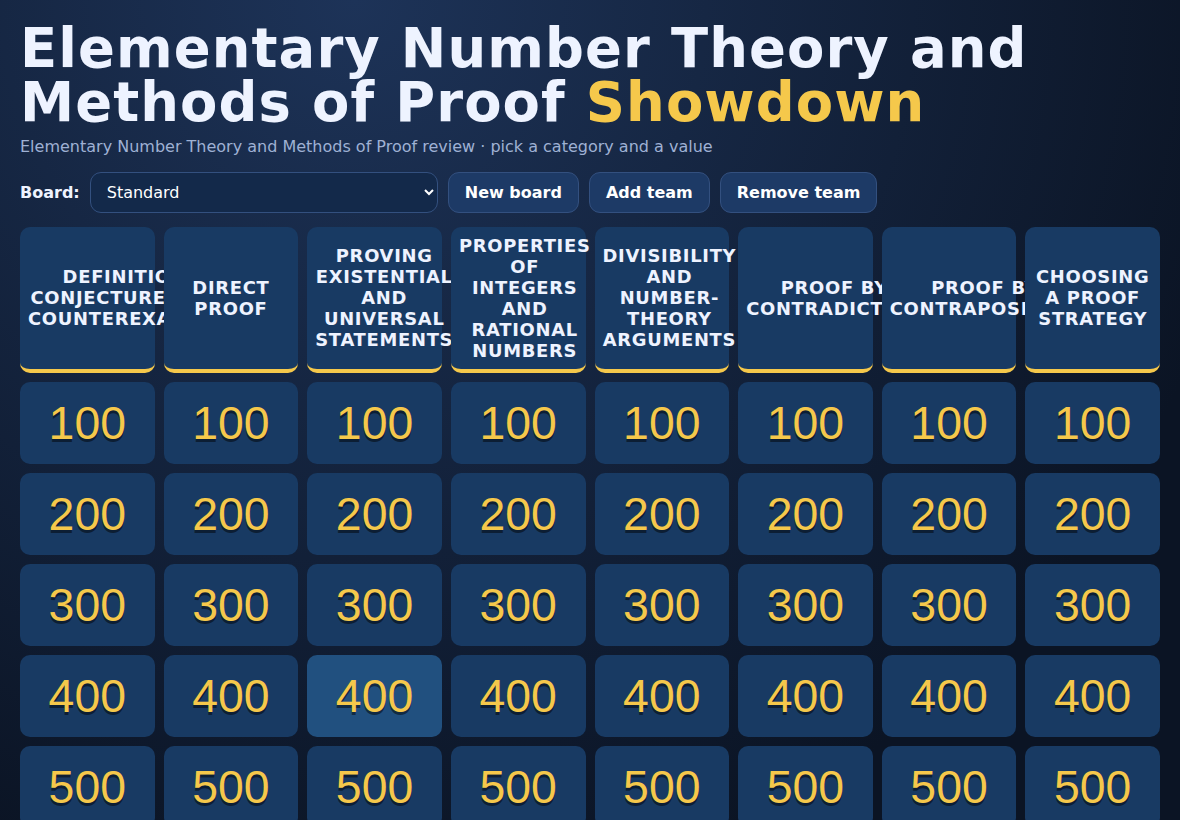 Elementary Number Theory and
Methods of Proof Showdown
Elementary Number Theory and Methods of Proof review · pick a category and a value
Board: Standard New board Add team Remove team
DEFINITIO
CONJECTURE
COUNTEREXA
DIRECT
PROOF
PROVING
EXISTENTIAL
AND
UNIVERSAL
STATEMENTS
PROPERTIES
OF
INTEGERS
AND
RATIONAL
NUMBERS
DIVISIBILITY
AND
NUMBER-
THEORY
ARGUMENTS
PROOF BY
CONTRADICT
PROOF B
CONTRAPOSI
CHOOSING
A PROOF
STRATEGY
100 100 100 100 100 100 100 100
200 200 200 200 200 200 200 200
300 300 300 300 300 300 300 300
400 400 400 400 400 400 400 400
500 500 500 500 500 500 500 500